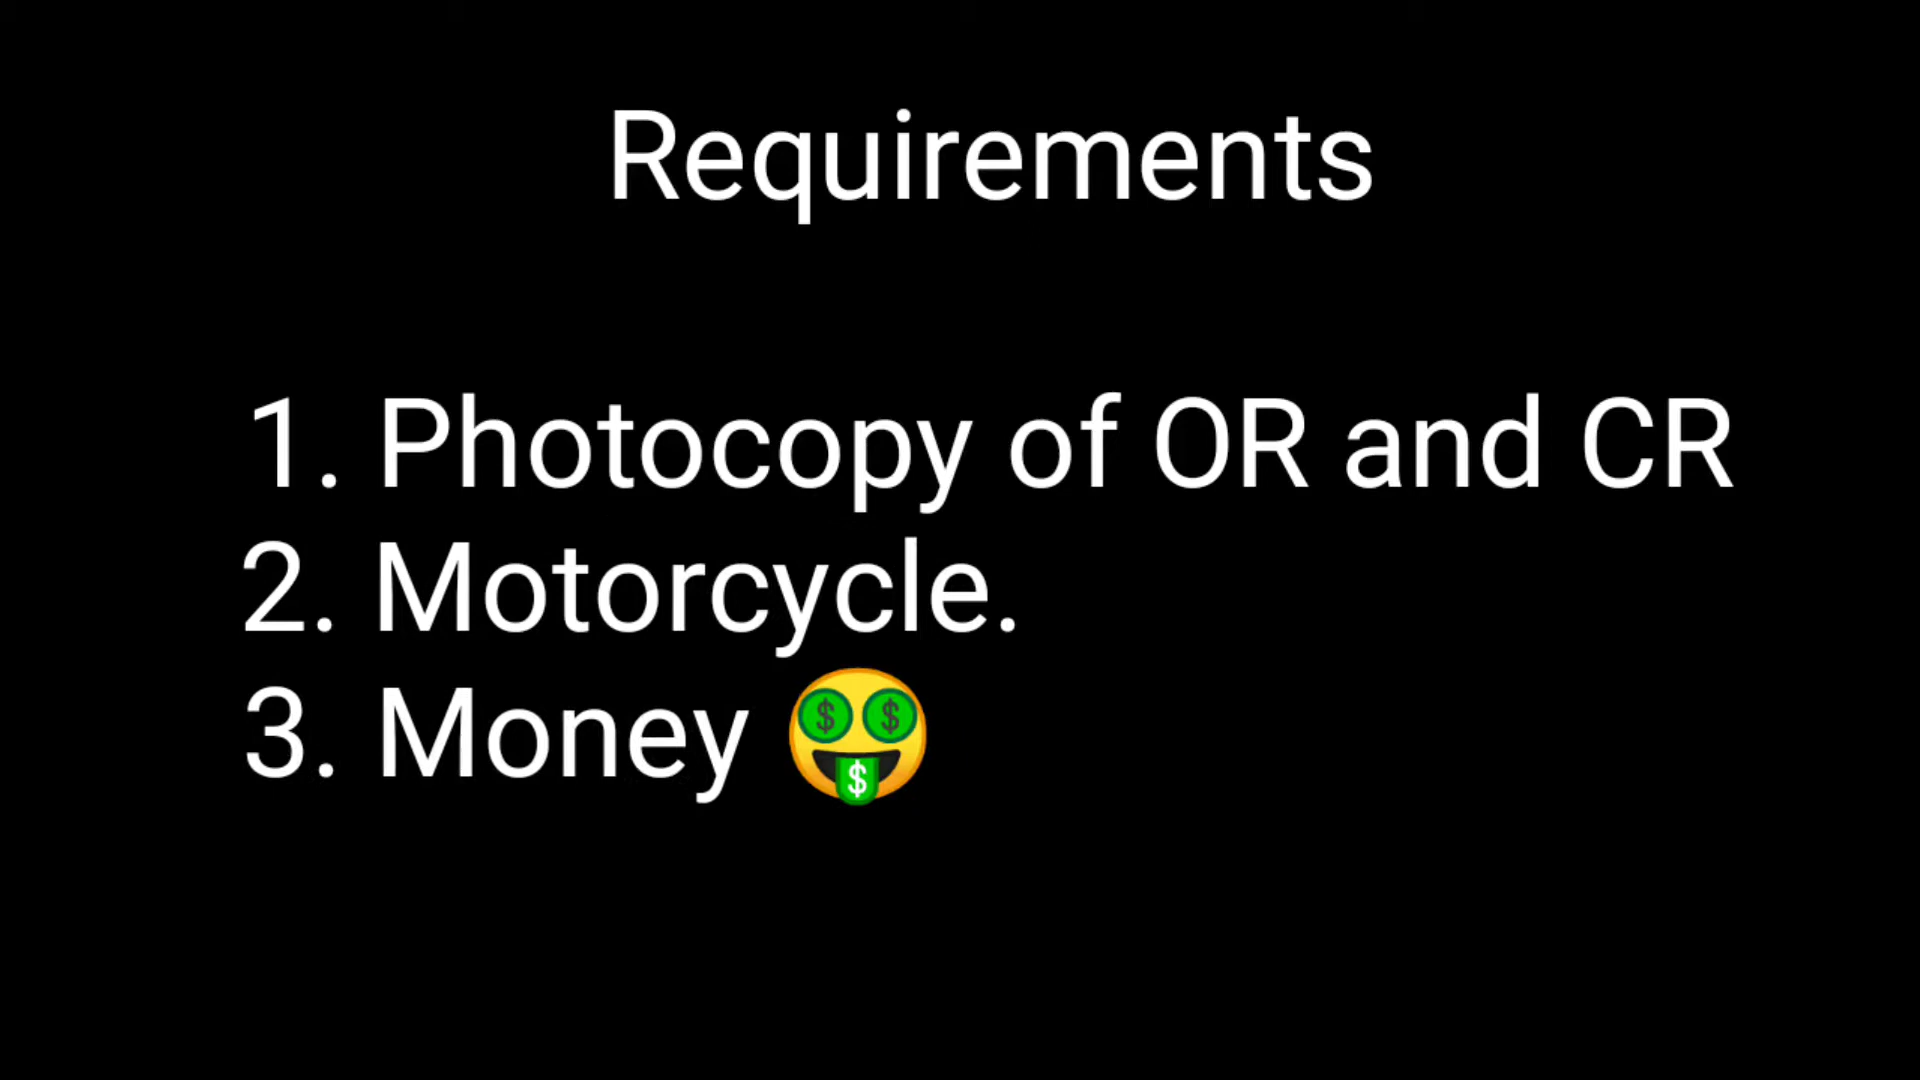 Requirements
1. Photocopy of OR and CR
2. Motorcycle.
3. Money 🤑